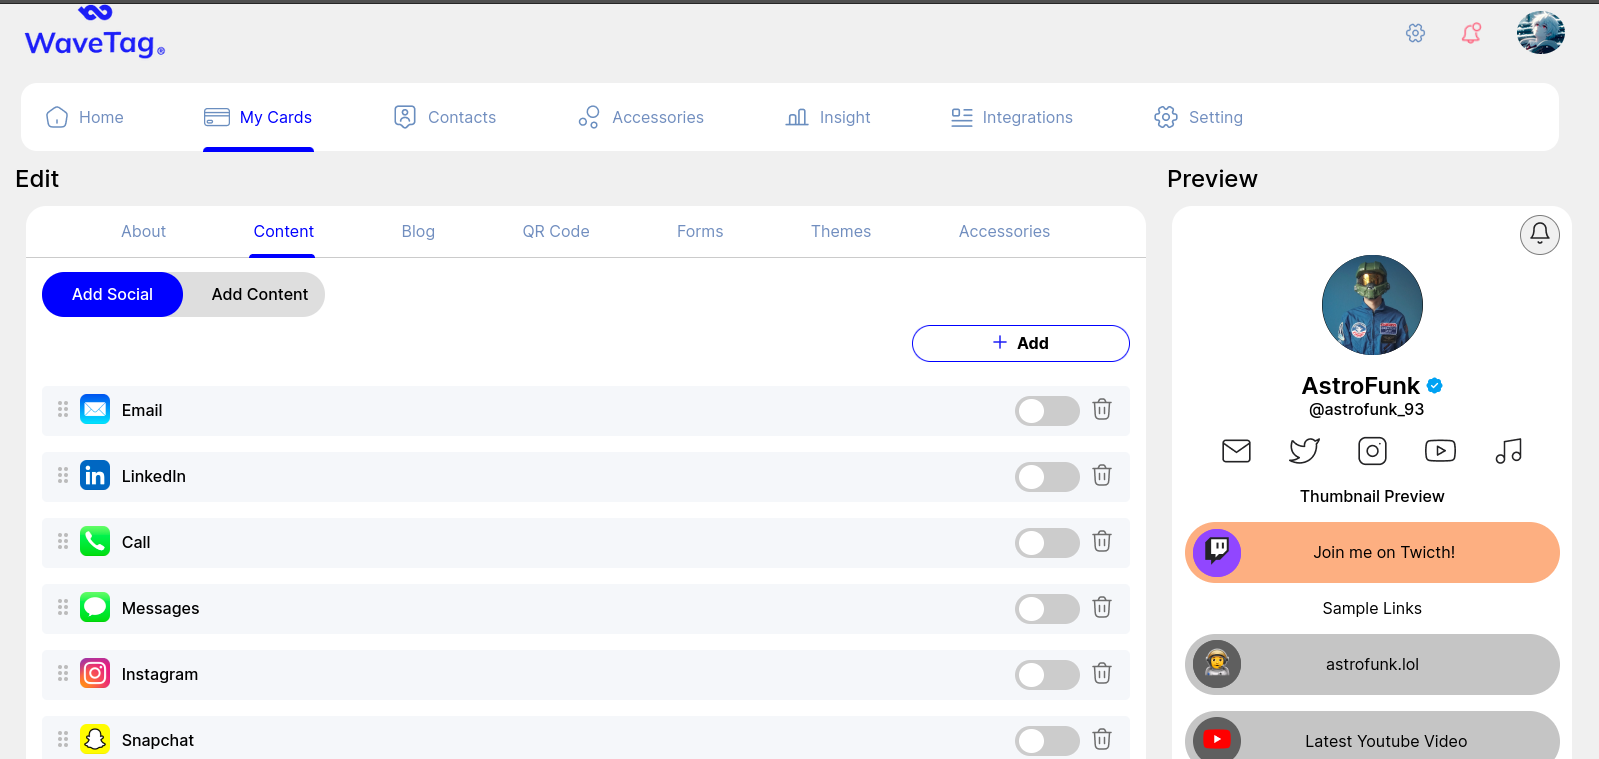 WaveTag®
Home
My Cards
Contacts
Accessories
Insight
Integrations
Setting
Edit
About
Content
Blog
QR Code
Forms
Themes
Accessories
Add Social
Add Content
+ Add
Email
in
LinkedIn
Call
Messages
Instagram
Snapchat
Preview
AstroFunk
@astrofunk_93
Thumbnail Preview
Join me on Twicth!
Sample Links
astrofunk.lol
Latest Youtube Video